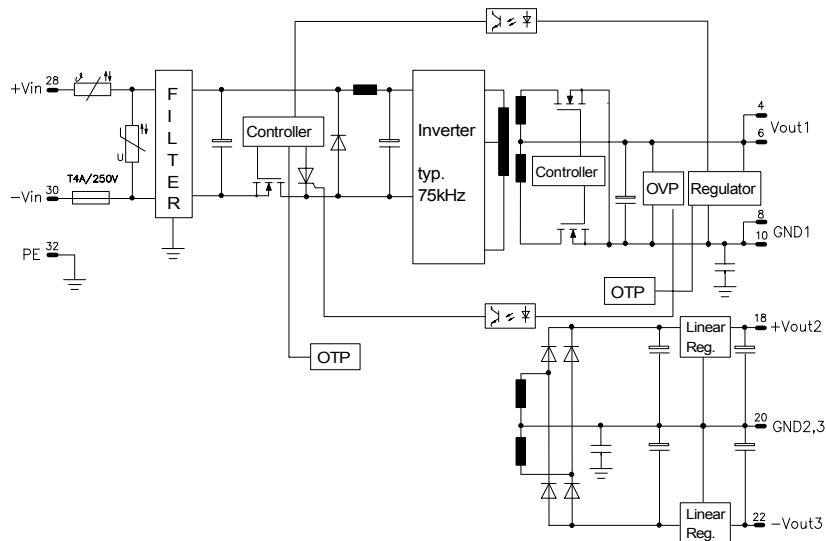 28
+Vin
ϑ
U
T4A/250V
30
−Vin
32
PE
F
I
L
T
E
R
Controller
OTP
Inverter
typ.
75kHz
Controller
OVP
Regulator
OTP
4
6
Vout1
8
10
GND1
Linear
Reg.
18
+Vout2
20
GND2,3
Linear
Reg.
22
−Vout3